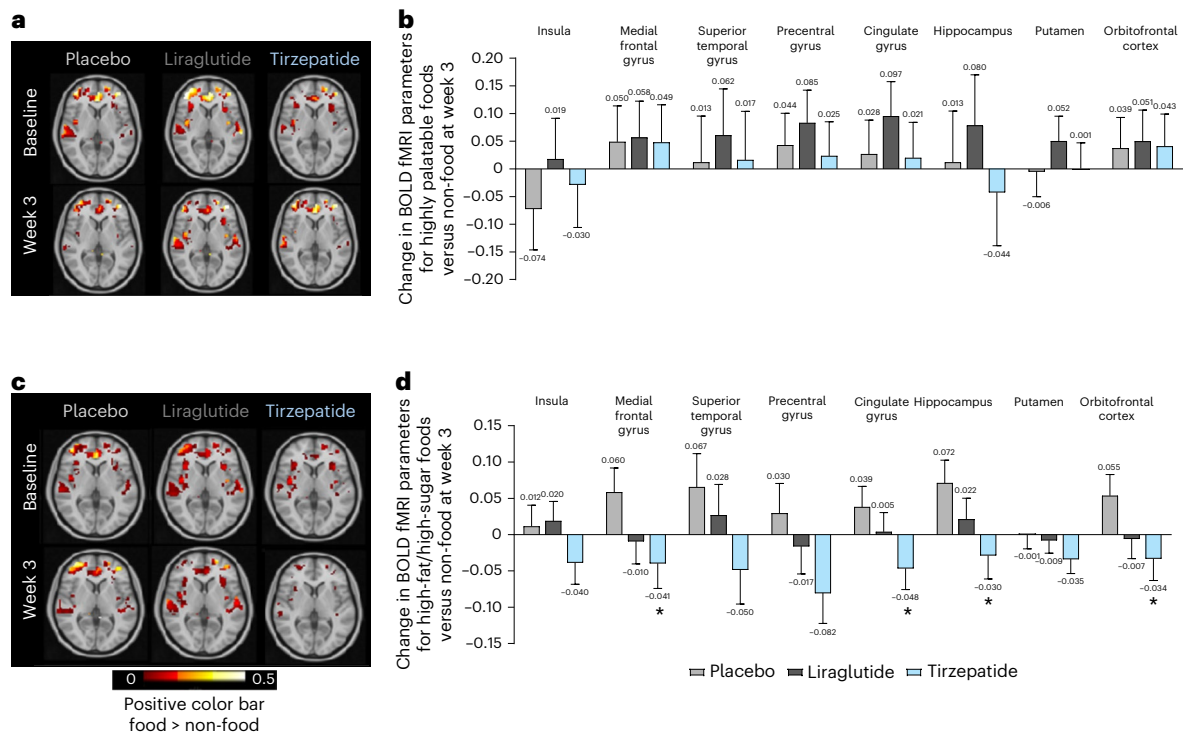 a
Placebo
Liraglutide
Tirzepatide
Baseline
Week 3
b
Change in BOLD fMRI parameters
for highly palatable foods
versus non-food at week 3
Insula
Medial
frontal
gyrus
Superior
temporal
gyrus
Precentral
gyrus
Cingulate
gyrus
Hippocampus
Putamen
Orbitofrontal
cortex
0.20
0.15
0.10
0.05
0
−0.05
−0.10
−0.15
−0.20
−0.074
0.019
−0.030
0.050
0.058
0.049
0.013
0.062
0.017
0.044
0.085
0.025
0.028
0.097
0.021
0.013
0.080
−0.044
−0.006
0.052
0.001
0.039
0.051
0.043
c
Placebo
Liraglutide
Tirzepatide
Baseline
Week 3
0
0.5
Positive color bar
food > non-food
d
Change in BOLD fMRI parameters
for high-fat/high-sugar foods
versus non-food at week 3
Insula
Medial
frontal
gyrus
Superior
temporal
gyrus
Precentral
gyrus
Cingulate
gyrus
Hippocampus
Putamen
Orbitofrontal
cortex
0.15
0.10
0.05
0
−0.05
−0.10
−0.15
0.012
0.020
−0.040
0.060
−0.010
−0.041
*
0.067
0.028
−0.050
0.030
−0.017
−0.082
0.039
0.005
−0.048
*
0.072
0.022
−0.030
*
−0.001
−0.009
−0.035
0.055
−0.007
−0.034
*
Placebo
Liraglutide
Tirzepatide